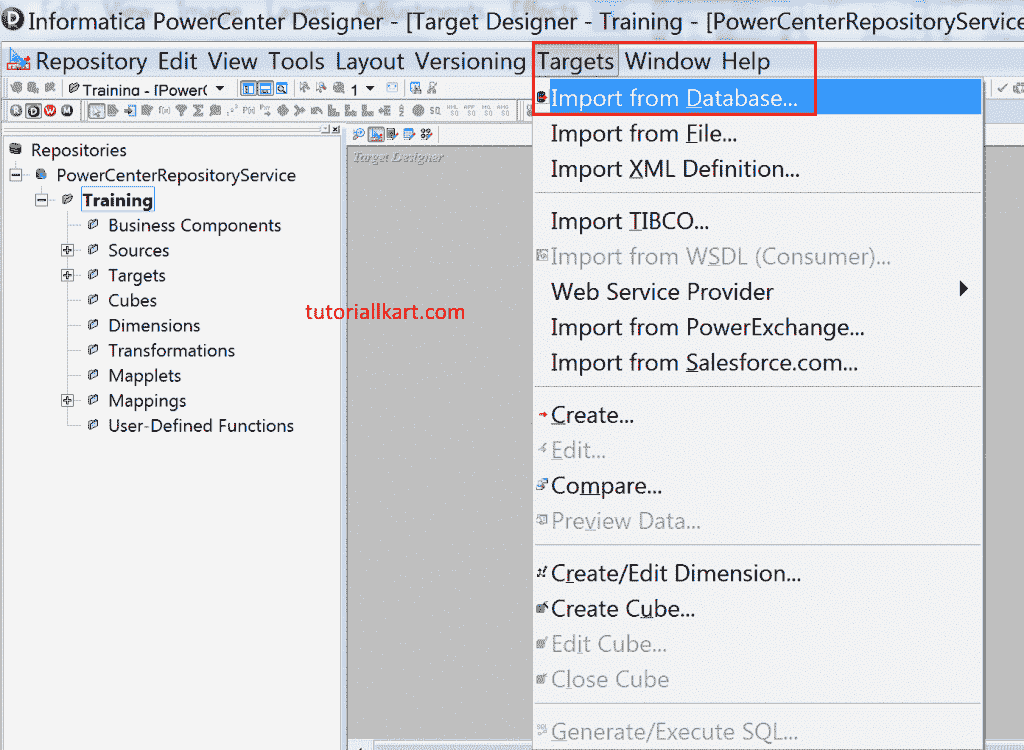 Informatica PowerCenter Designer - [Target Designer - Training - [PowerCenterRepositoryService
Repository Edit View Tools Layout Versioning Targets Window Help
Training - [Power(
1
Import from Database...
Import from File...
Import XML Definition...
Import TIBCO...
Import from WSDL (Consumer)...
Web Service Provider
Import from PowerExchange...
Import from Salesforce.com...
Create...
Edit...
Compare...
Preview Data...
Create/Edit Dimension...
Create Cube...
Edit Cube...
Close Cube
Generate/Execute SQL...
Repositories
PowerCenterRepositoryService
Training
Business Components
Sources
Targets
Cubes
Dimensions
Transformations
Mapplets
Mappings
User-Defined Functions
Target Designer
tutoriallkart.com